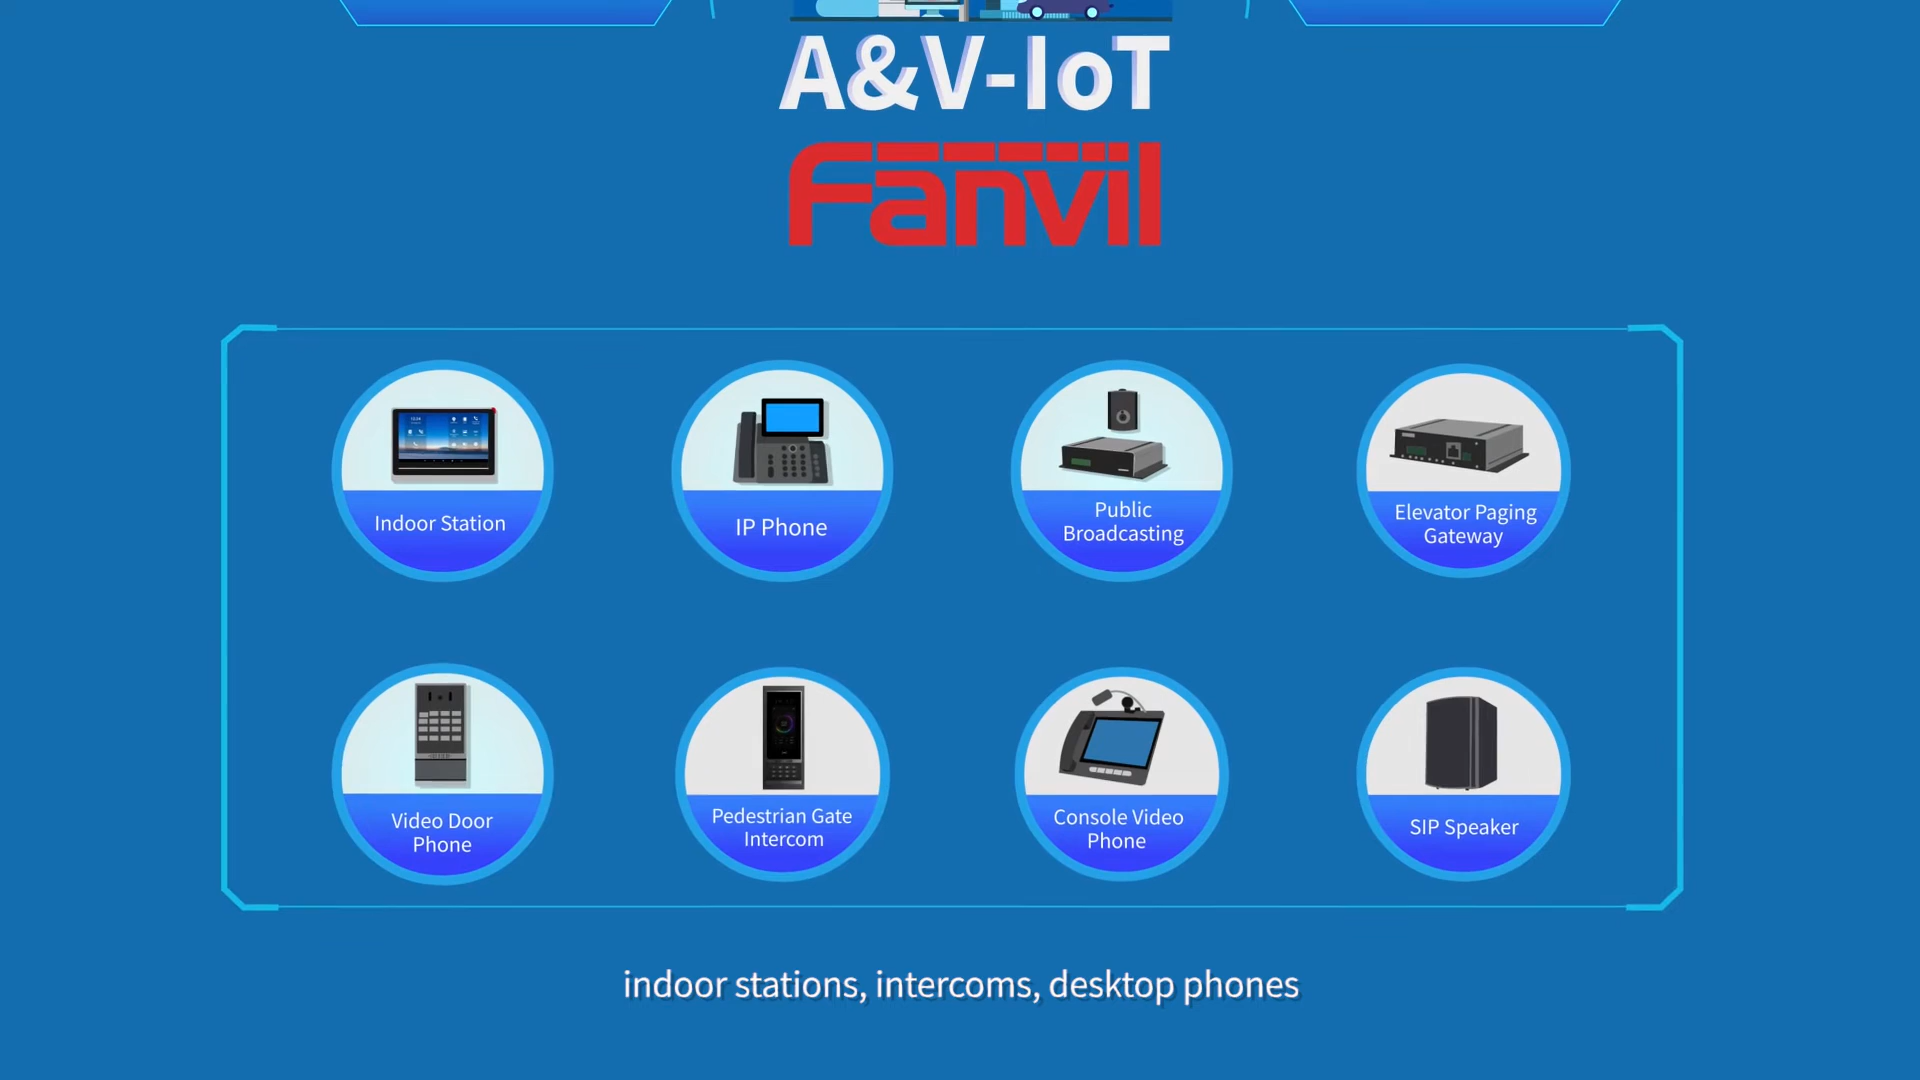 A&V-IoT
Fanvil
Indoor Station
IP Phone
Public
Broadcasting
Elevator Paging
Gateway
Video Door
Phone
Pedestrian Gate
Intercom
Console Video
Phone
SIP Speaker
indoor stations, intercoms, desktop phones